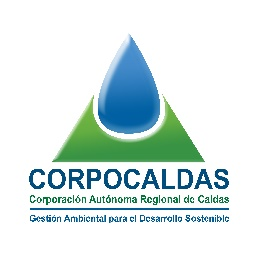 CORPOCALDAS
Corporación Autónoma Regional de Caldas
Gestión Ambiental para el Desarrollo Sostenible